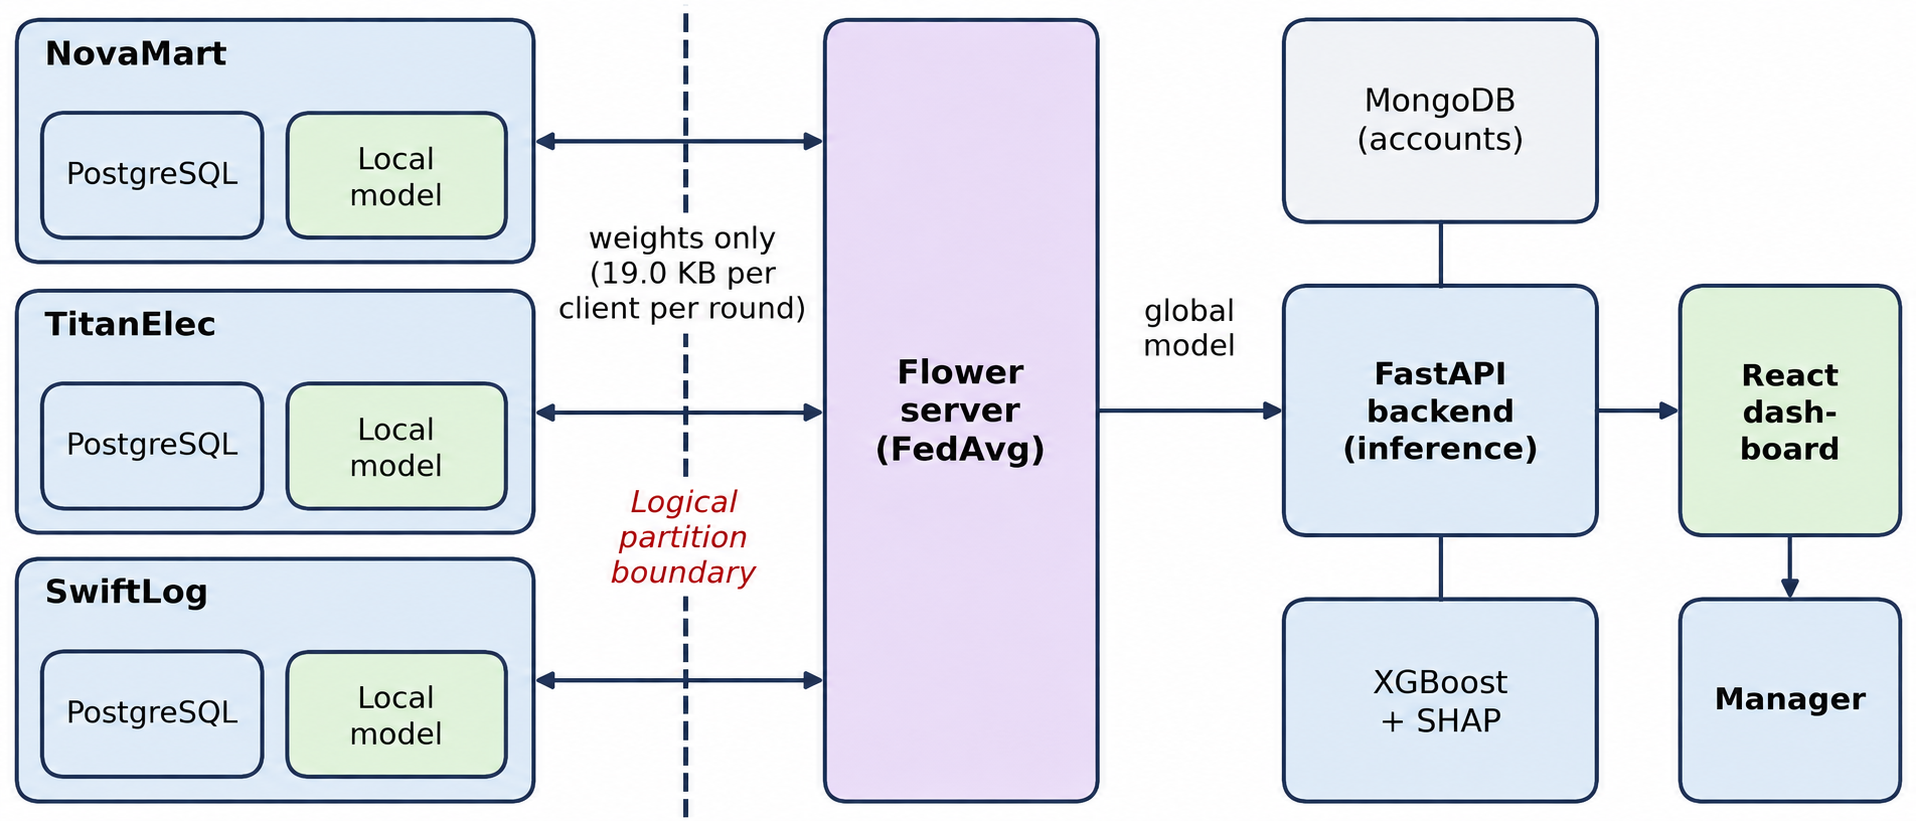 NovaMart
PostgreSQL
Local
model
TitanElec
PostgreSQL
Local
model
SwiftLog
PostgreSQL
Local
model
weights only
(19.0 KB per
client per round)
Logical
partition
boundary
Flower
server
(FedAvg)
global
model
MongoDB
(accounts)
FastAPI
backend
(inference)
XGBoost
+ SHAP
React
dash-
board
Manager